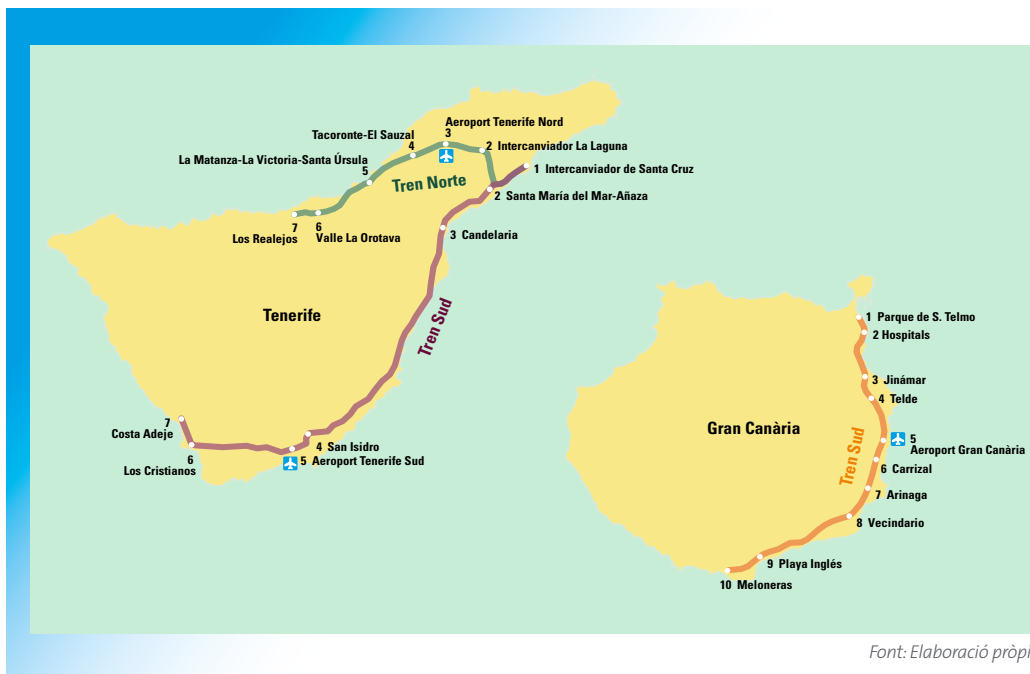 Aeroport Tenerife Nord
3
Tacoronte-El Sauzal
4
2 Intercanviador La Laguna
La Matanza-La Victoria-Santa Úrsula
5
1 Intercanviador de Santa Cruz
Tren Norte
2 Santa María del Mar-Añaza
7
Los Realejos
6
Valle La Orotava
3 Candelaria
Tenerife
Tren Sud
7
Costa Adeje
6
Los Cristianos
4 San Isidro
5 Aeroport Tenerife Sud
1 Parque de S. Telmo
2 Hospitals
3 Jinámar
4 Telde
Gran Canària
Tren Sud
5
Aeroport Gran Canària
6 Carrizal
7 Arinaga
8 Vecindario
9 Playa Inglés
10 Meloneras
Font: Elaboració pròpi